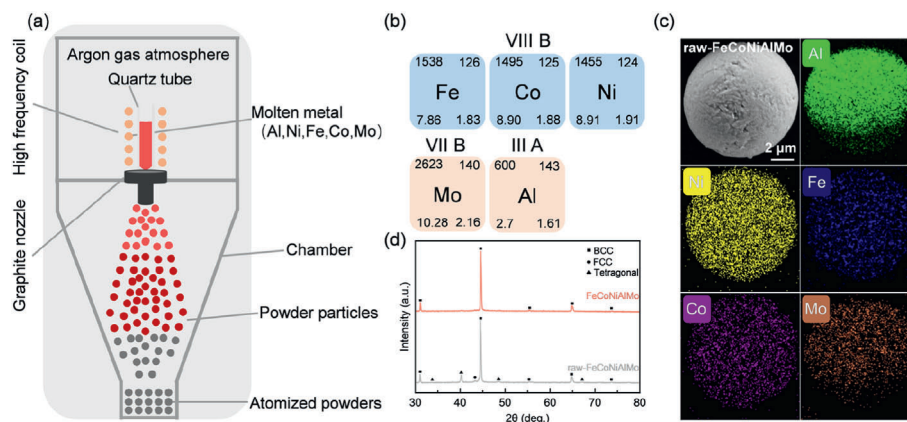 (a)
Argon gas atmosphere
Quartz tube
High frequency coil
Molten metal
(Al,Ni,Fe,Co,Mo)
Graphite nozzle
Chamber
Powder particles
Atomized powders
(b)
VIII B
1538 126
Fe
7.86 1.83
1495 125
Co
8.90 1.88
1455 124
Ni
8.91 1.91
VII B
2623 140
Mo
10.28 2.16
III A
600 143
Al
2.7 1.61
(c)
raw-FeCoNiAlMo
2 μm
Al
Ni
Fe
Co
Mo
(d)
BCC
FCC
Tetragonal
FeCoNiAlMo
raw-FeCoNiAlMo
Intensity (a.u.)
30 40 50 60 70 80
2θ (deg.)